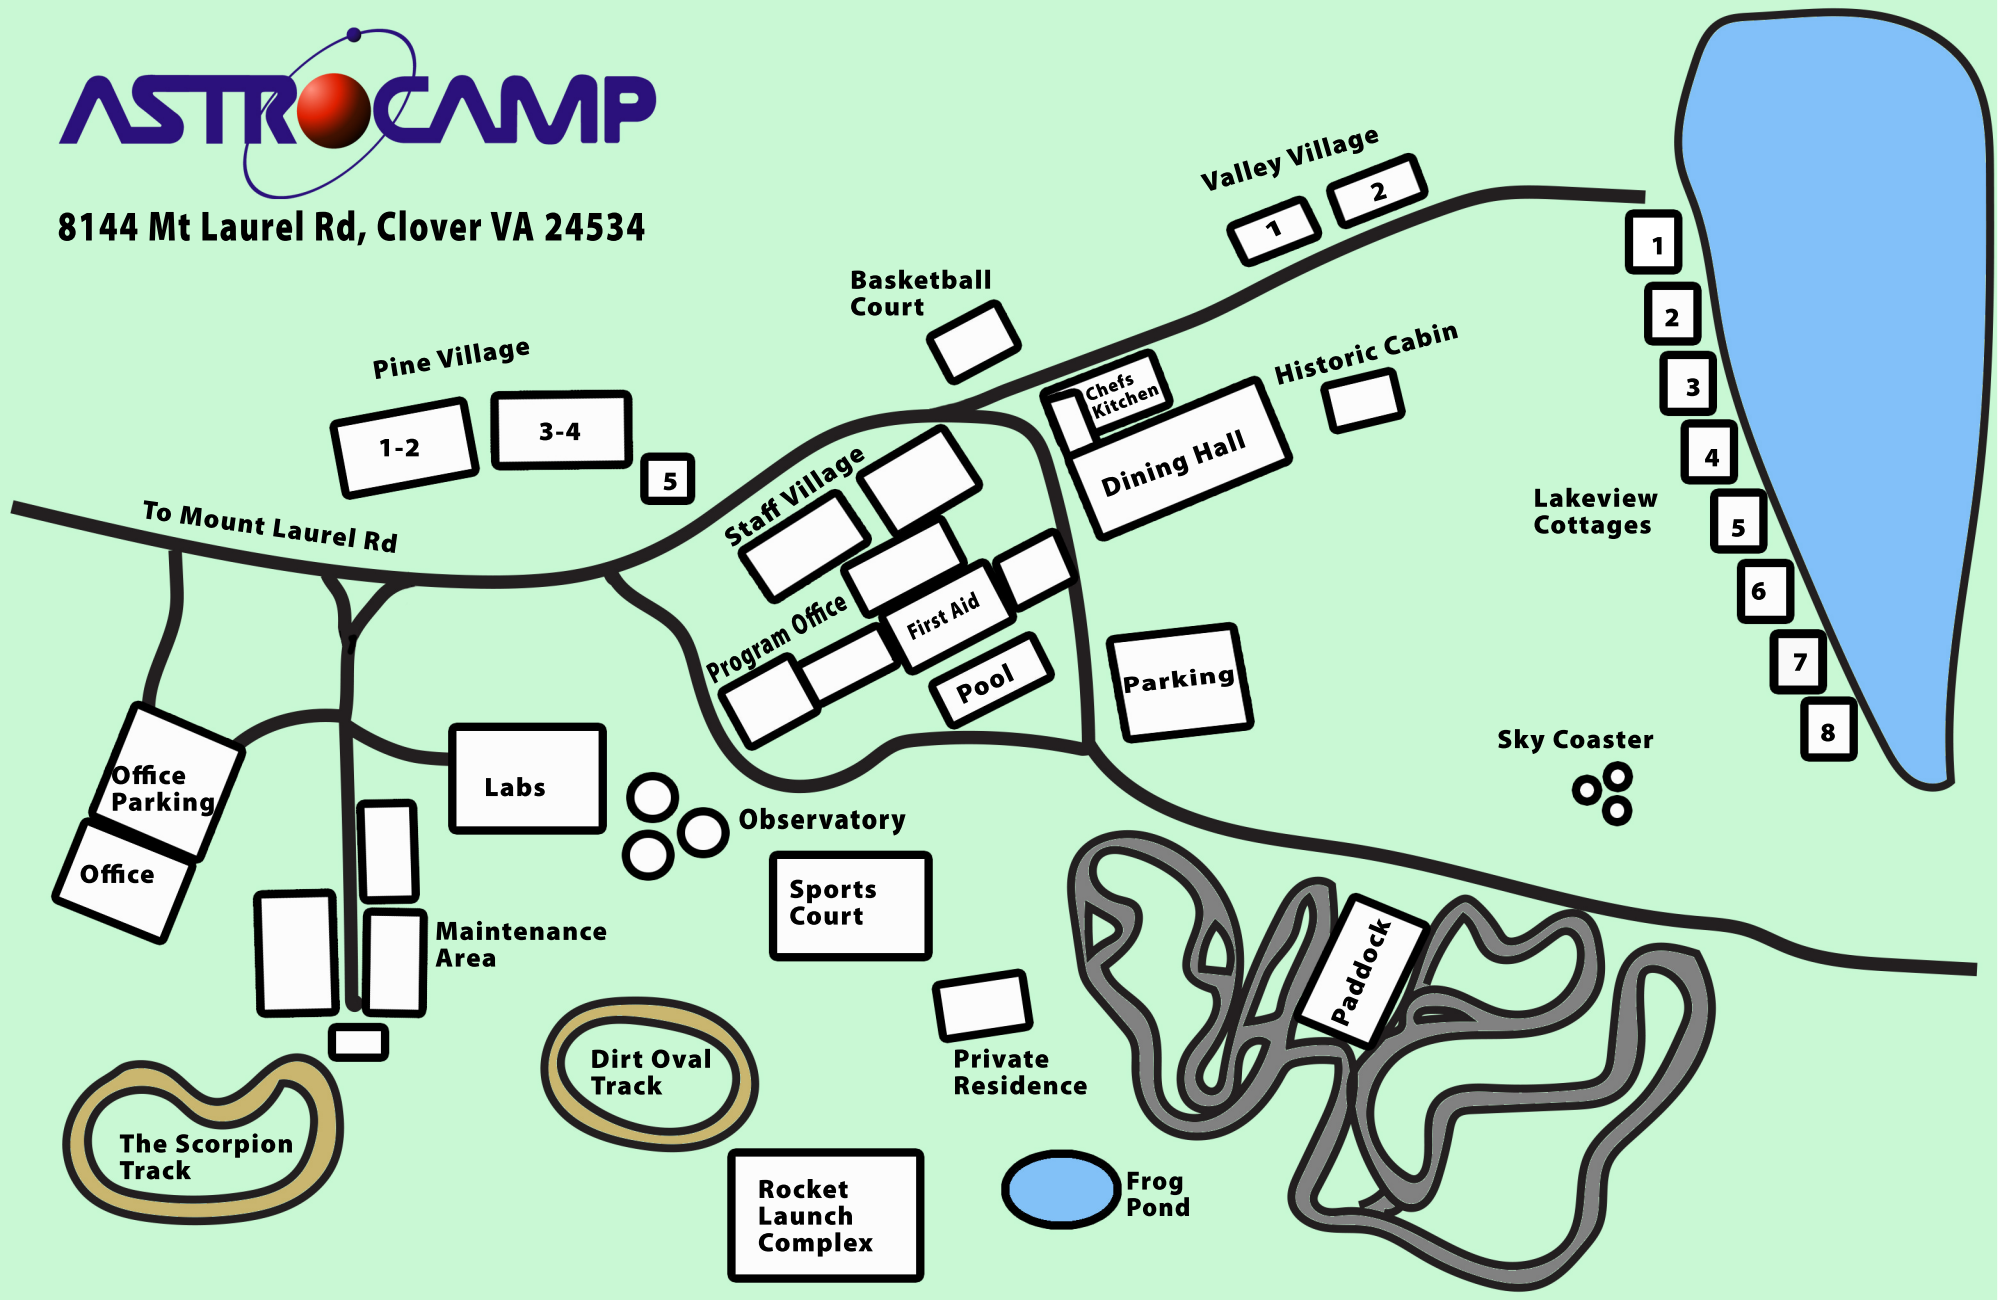 ASTROCAMP
8144 Mt Laurel Rd, Clover VA 24534
Valley Village
1
2
Basketball
Court
Pine Village
1-2
3-4
5
To Mount Laurel Rd
Chefs
Kitchen
Dining Hall
Historic Cabin
Staff Village
Program Office
First Aid
Pool
Parking
Lakeview
Cottages
1
2
3
4
5
6
7
8
Sky Coaster
Office
Parking
Office
Labs
Observatory
Maintenance
Area
Sports
Court
Private
Residence
Paddock
Dirt Oval
Track
The Scorpion
Track
Rocket
Launch
Complex
Frog
Pond